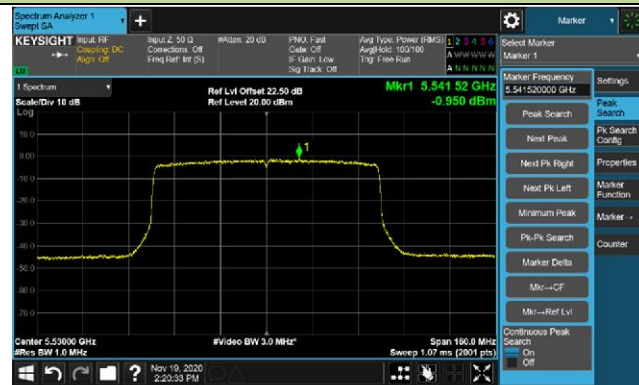 Spectrum Analyzer 1
Swept SA
Marker
KEYSIGHT
Input: RF
Coupling: DC
Align: Off
Input Z: 50 Ω
Corrections: Off
Freq Ref: Int (S)
#Atten: 20 dB
PNO: Fast
Gate: Off
IF Gain: Low
Sig Track: Off
Avg Type: Power (RMS)
Avg|Hold: 100/100
Trig: Free Run
1 2 3 4 5 6
A W W W W W
A N N N N N
Select Marker
Marker 1
1 Spectrum
Scale/Div 10 dB
Log
Ref Lvl Offset 22.50 dB
Ref Level 20.00 dBm
Mkr1 5.541 52 GHz
-0.950 dBm
10.0
0.00
-10.0
-20.0
-30.0
-40.0
-50.0
-60.0
-70.0
1
Center 5.53000 GHz
#Res BW 1.0 MHz
#Video BW 3.0 MHz*
Span 160.0 MHz
Sweep 1.07 ms (2001 pts)
Marker Frequency
5.541520000 GHz
Peak Search
Next Peak
Next Pk Right
Next Pk Left
Minimum Peak
Pk-Pk Search
Marker Delta
Mkr→CF
Mkr→Ref Lvl
Continuous Peak
Search
On
Off
Settings
Peak
Search
Pk Search
Config
Properties
Marker
Function
Marker→
Counter
?
Nov 19, 2020
2:20:33 PM